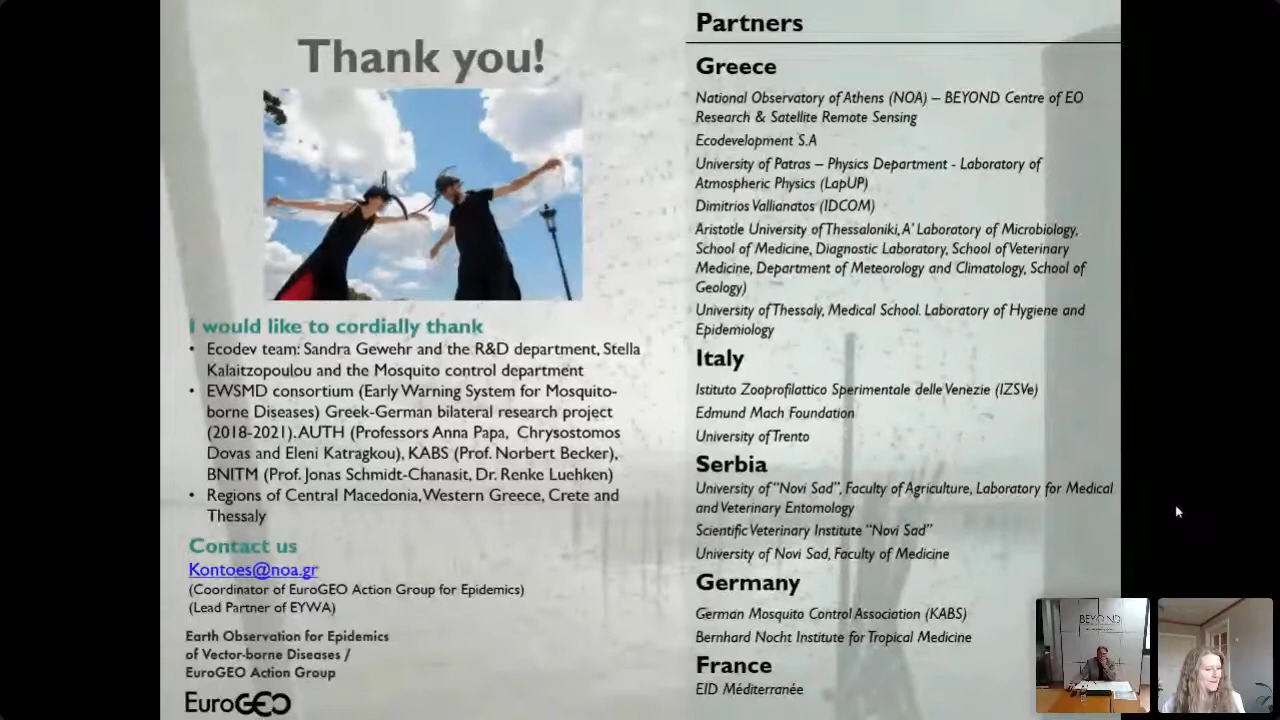 Thank you!
I would like to cordially thank
• Ecodev team: Sandra Gewehr and the R&D department, Stella
Kalaitzopoulou and the Mosquito control department
• EWSMD consortium (Early Warning System for Mosquito-
borne Diseases) Greek-German bilateral research project
(2018-2021). AUTH (Professors Anna Papa, Chrysostomos
Dovas and Eleni Katragkou), KABS (Prof. Norbert Becker),
BNITM (Prof. Jonas Schmidt-Chanasit, Dr. Renke Luehken)
• Regions of Central Macedonia, Western Greece, Crete and
Thessaly
Contact us
Kontoes@noa.gr
(Coordinator of EuroGEO Action Group for Epidemics)
(Lead Partner of EYWA)
Earth Observation for Epidemics
of Vector-borne Diseases /
EuroGEO Action Group
EuroGEO
Partners
Greece
National Observatory of Athens (NOA) – BEYOND Centre of EO
Research & Satellite Remote Sensing
Ecodevelopment S.A
University of Patras – Physics Department - Laboratory of
Atmospheric Physics (LapUP)
Dimitrios Vallianatos (IDCOM)
Aristotle University of Thessaloniki, A' Laboratory of Microbiology,
School of Medicine, Diagnostic Laboratory, School of Veterinary
Medicine, Department of Meteorology and Climatology, School of
Geology)
University of Thessaly, Medical School. Laboratory of Hygiene and
Epidemiology
Italy
Istituto Zooprofilattico Sperimentale delle Venezie (IZSVe)
Edmund Mach Foundation
University of Trento
Serbia
University of "Novi Sad", Faculty of Agriculture, Laboratory for Medical
and Veterinary Entomology
Scientific Veterinary Institute "Novi Sad"
University of Novi Sad, Faculty of Medicine
Germany
German Mosquito Control Association (KABS)
Bernhard Nocht Institute for Tropical Medicine
France
EID Méditerranée
BEYOND